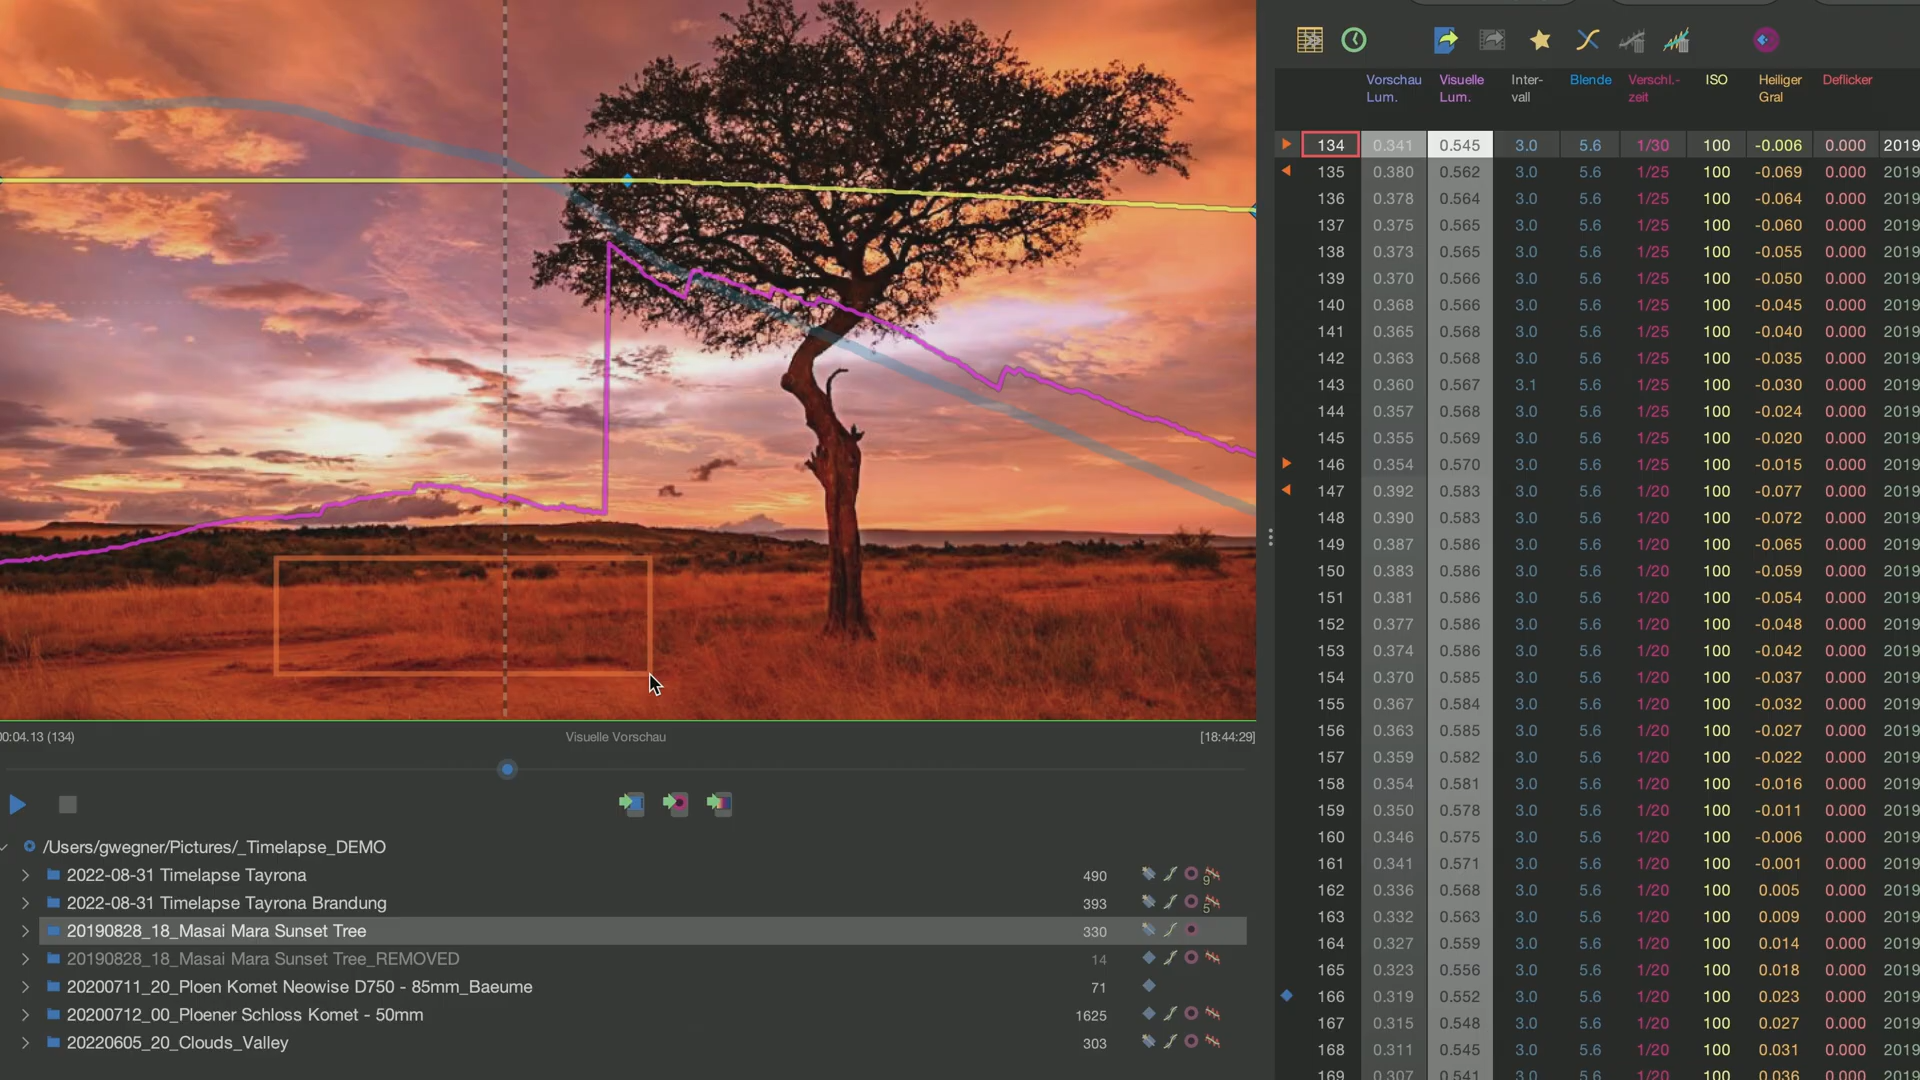 Vorschau Lum. Visuelle Lum. Inter-vall Blende Verschl.-zeit ISO Heiliger Gral Deflicker
134 0.341 0.545 3.0 5.6 1/30 100 -0.006 0.000 2019
135 0.380 0.562 3.0 5.6 1/25 100 -0.069 0.000 2019
136 0.378 0.564 3.0 5.6 1/25 100 -0.064 0.000 2019
137 0.375 0.565 3.0 5.6 1/25 100 -0.060 0.000 2019
138 0.373 0.565 3.0 5.6 1/25 100 -0.055 0.000 2019
139 0.370 0.566 3.0 5.6 1/25 100 -0.050 0.000 2019
140 0.368 0.566 3.0 5.6 1/25 100 -0.045 0.000 2019
141 0.365 0.568 3.0 5.6 1/25 100 -0.040 0.000 2019
142 0.363 0.568 3.0 5.6 1/25 100 -0.035 0.000 2019
143 0.360 0.567 3.1 5.6 1/25 100 -0.030 0.000 2019
144 0.357 0.568 3.0 5.6 1/25 100 -0.024 0.000 2019
145 0.355 0.569 3.0 5.6 1/25 100 -0.020 0.000 2019
146 0.354 0.570 3.0 5.6 1/25 100 -0.015 0.000 2019
147 0.392 0.583 3.0 5.6 1/20 100 -0.077 0.000 2019
148 0.390 0.583 3.0 5.6 1/20 100 -0.072 0.000 2019
149 0.387 0.586 3.0 5.6 1/20 100 -0.065 0.000 2019
150 0.383 0.586 3.0 5.6 1/20 100 -0.059 0.000 2019
151 0.381 0.586 3.0 5.6 1/20 100 -0.054 0.000 2019
152 0.377 0.586 3.0 5.6 1/20 100 -0.048 0.000 2019
153 0.374 0.586 3.0 5.6 1/20 100 -0.042 0.000 2019
154 0.370 0.585 3.0 5.6 1/20 100 -0.037 0.000 2019
155 0.367 0.584 3.0 5.6 1/20 100 -0.032 0.000 2019
156 0.363 0.585 3.0 5.6 1/20 100 -0.027 0.000 2019
157 0.359 0.582 3.0 5.6 1/20 100 -0.022 0.000 2019
158 0.354 0.581 3.0 5.6 1/20 100 -0.016 0.000 2019
159 0.350 0.578 3.0 5.6 1/20 100 -0.011 0.000 2019
160 0.346 0.575 3.0 5.6 1/20 100 -0.006 0.000 2019
161 0.341 0.571 3.0 5.6 1/20 100 -0.001 0.000 2019
162 0.336 0.568 3.0 5.6 1/20 100 0.005 0.000 2019
163 0.332 0.563 3.0 5.6 1/20 100 0.009 0.000 2019
164 0.327 0.559 3.0 5.6 1/20 100 0.014 0.000 2019
165 0.323 0.556 3.0 5.6 1/20 100 0.018 0.000 2019
166 0.319 0.552 3.0 5.6 1/20 100 0.023 0.000 2019
167 0.315 0.548 3.0 5.6 1/20 100 0.027 0.000 2019
168 0.311 0.545 3.0 5.6 1/20 100 0.031 0.000 2019
169 0.307 0.541 3.0 5.6 1/20 100 0.036 0.000 2019
00:04.13 (134) Visuelle Vorschau [18:44:29]
/Users/gwegner/Pictures/_Timelapse_DEMO
2022-08-31 Timelapse Tayrona 490 9
2022-08-31 Timelapse Tayrona Brandung 393 5
20190828_18_Masai Mara Sunset Tree 330
20190828_18_Masai Mara Sunset Tree_REMOVED 14
20200711_20_Ploen Komet Neowise D750 - 85mm_Baeume 71
20200712_00_Ploener Schloss Komet - 50mm 1625
20220605_20_Clouds_Valley 303